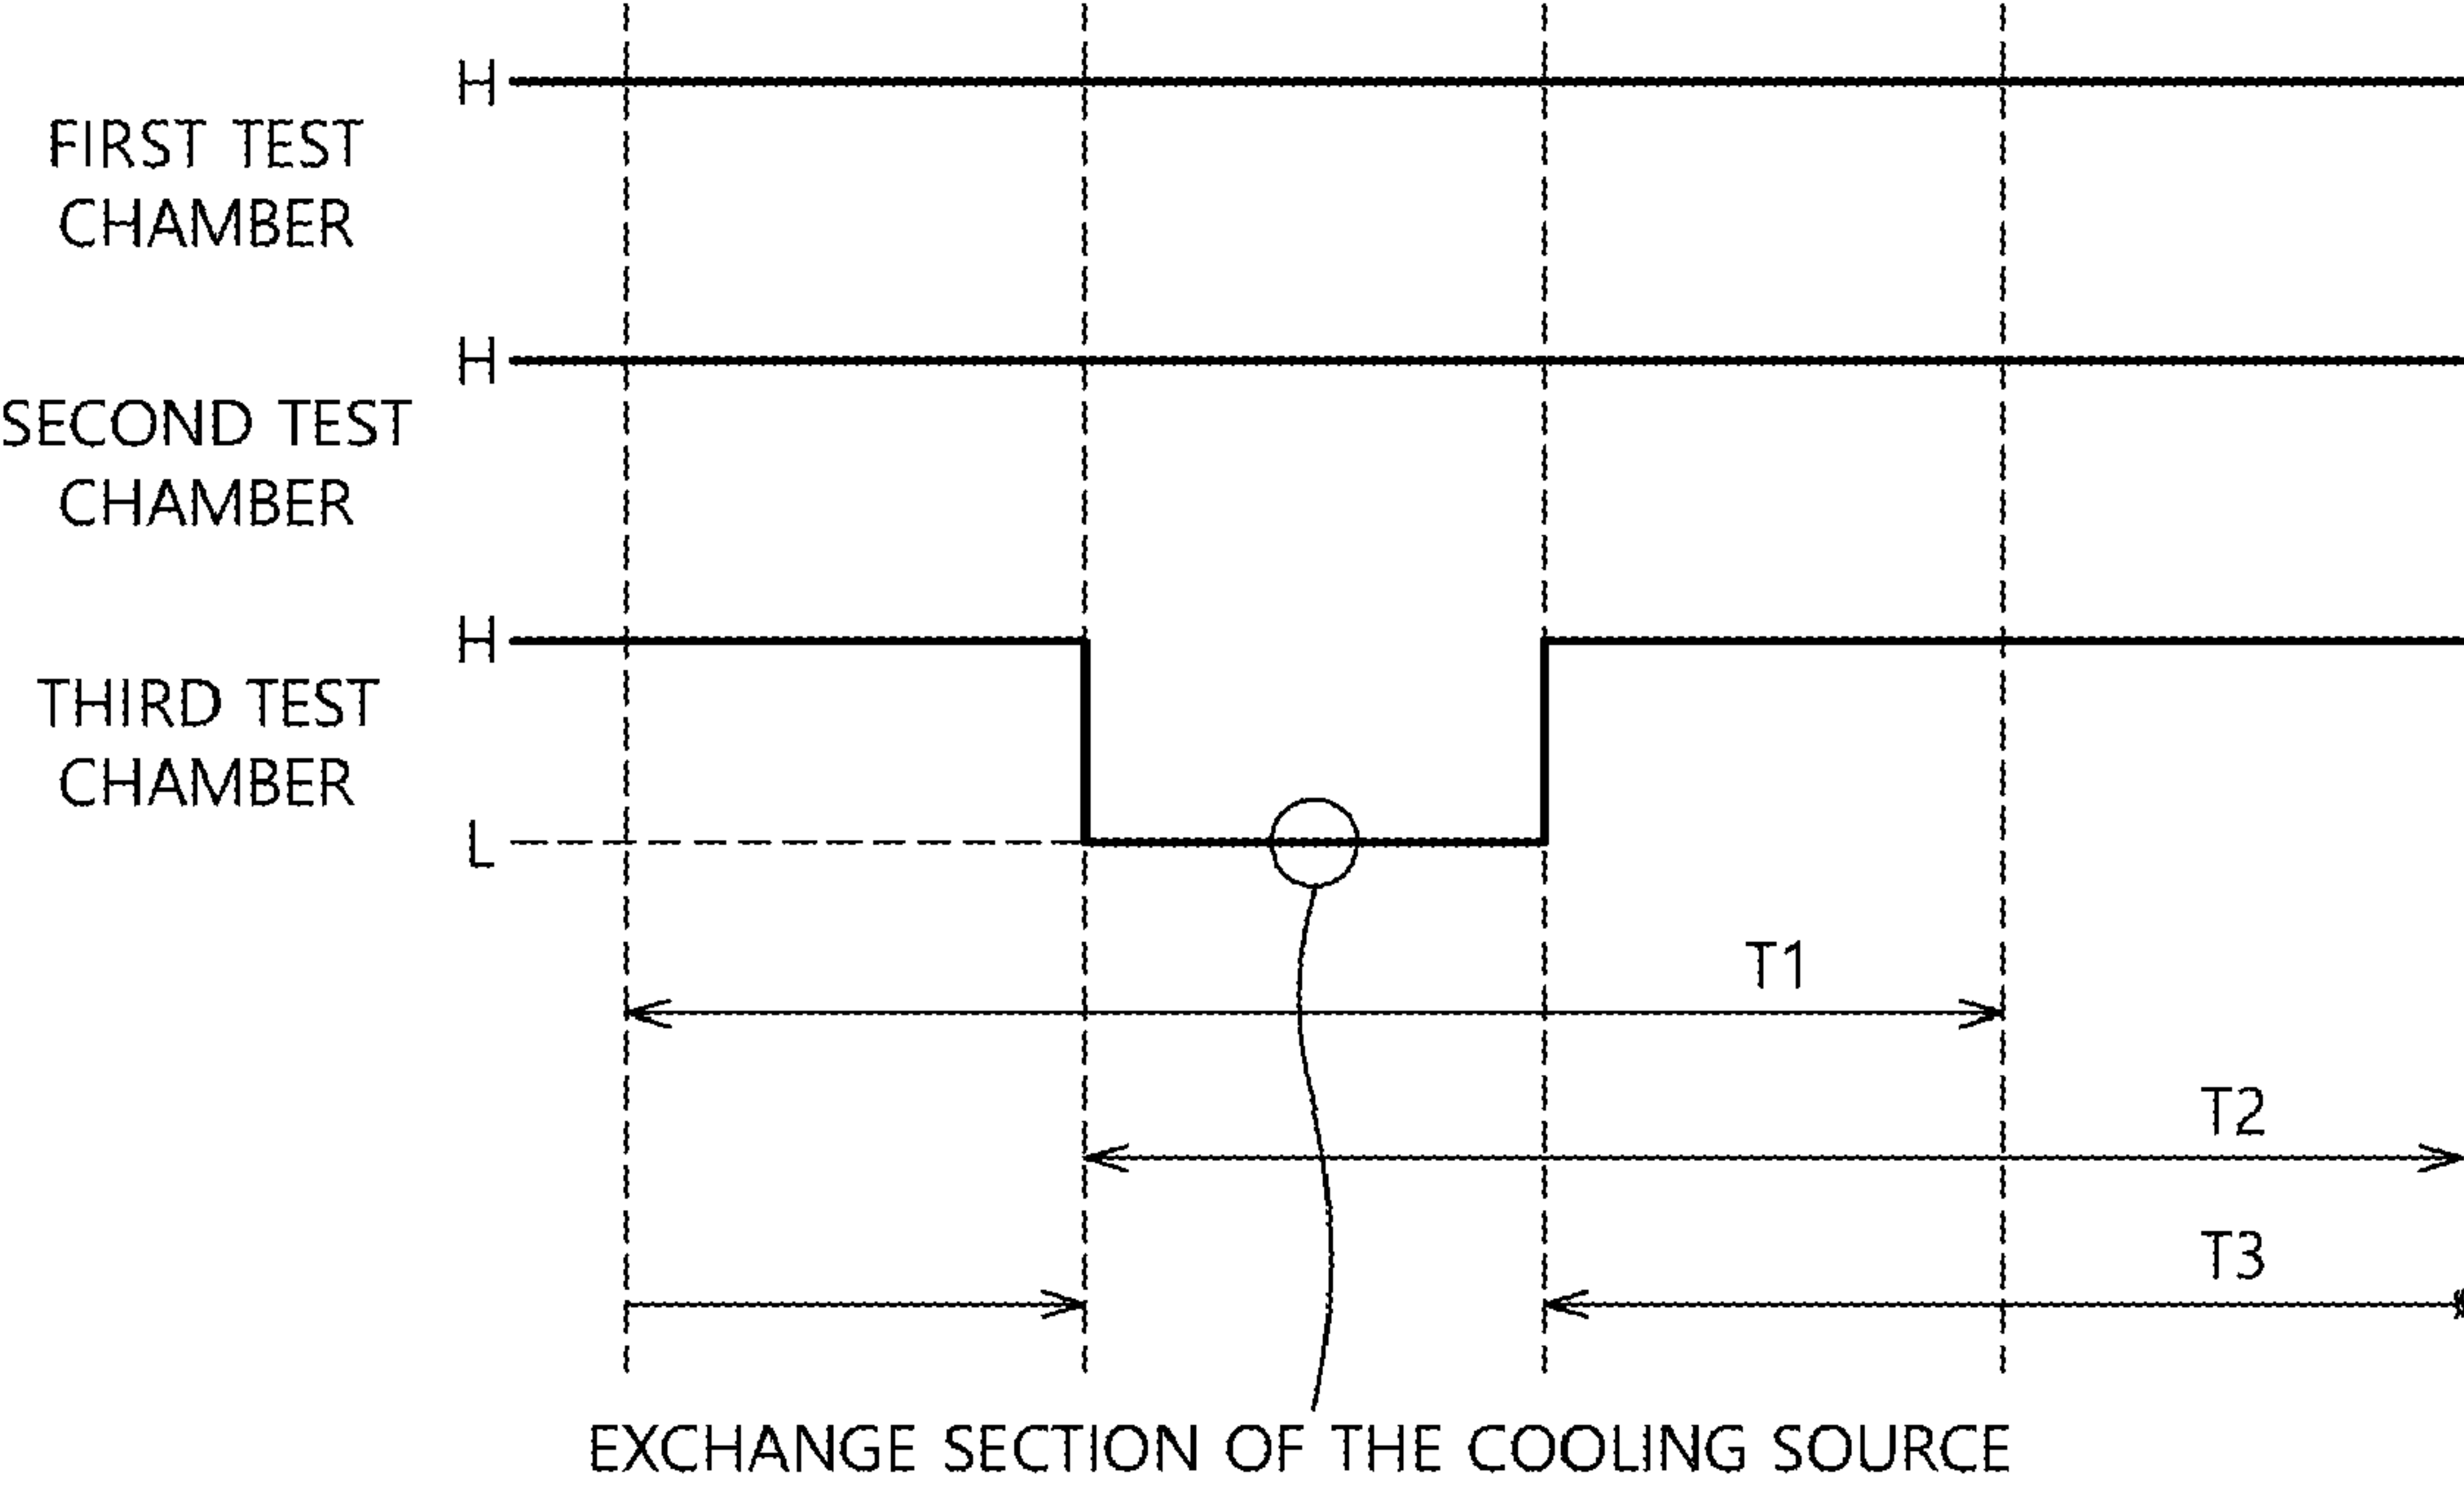 H
FIRST TEST
CHAMBER
H
SECOND TEST
CHAMBER
H
THIRD TEST
CHAMBER
L
T1
T2
T3
EXCHANGE SECTION OF THE COOLING SOURCE